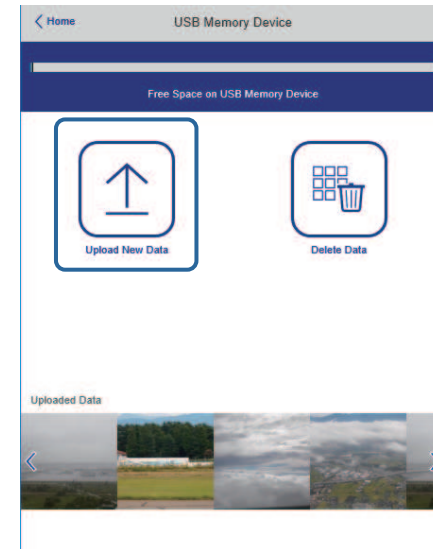 Home
USB Memory Device
Free Space on USB Memory Device
Upload New Data
Delete Data
Uploaded Data